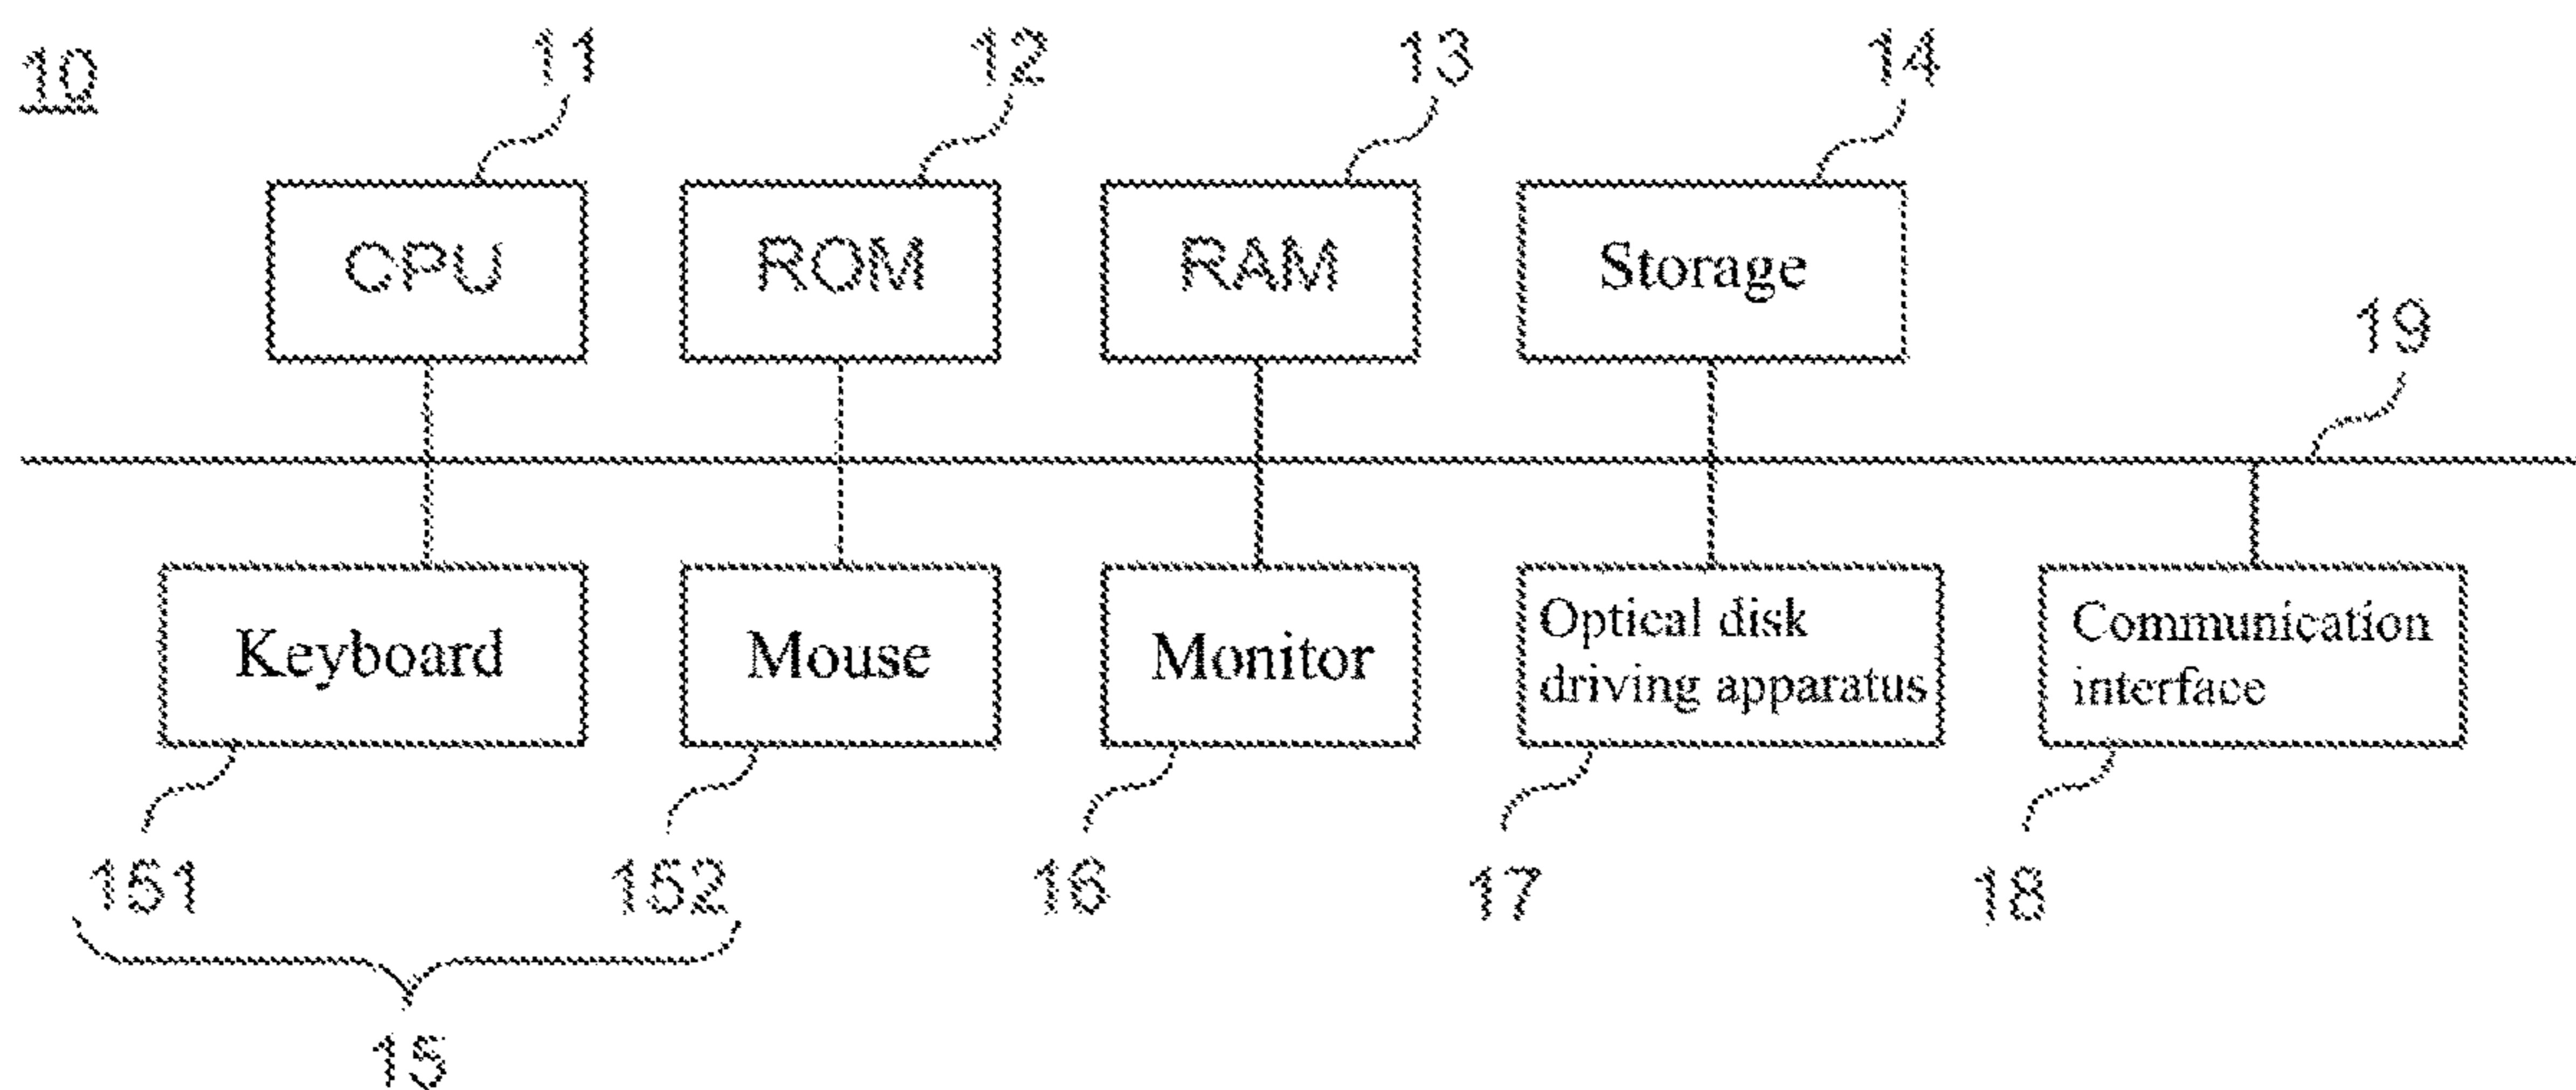 10
11
12
13
14
CPU
ROM
RAM
Storage
19
Keyboard
Mouse
Monitor
Optical disk
driving apparatus
Communication
interface
151
152
16
17
18
15